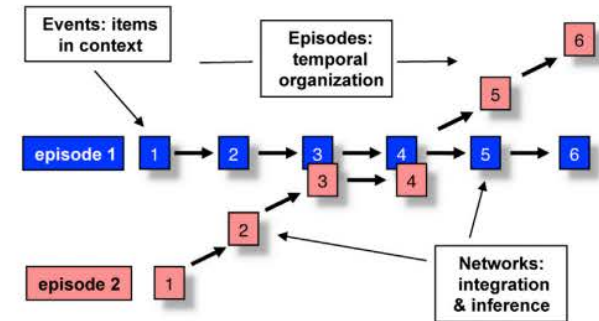 Events: items
in context
Episodes:
temporal
organization
6
5
episode 1
1
2
3
4
5
6
3
4
2
episode 2
1
Networks:
integration
& inference